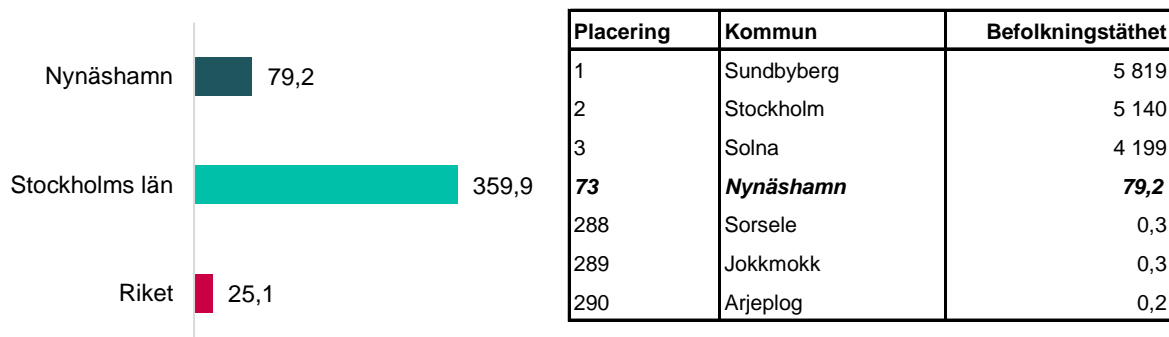 Nynäshamn 79,2
Stockholms län 359,9
Riket 25,1
Placering Kommun Befolkningstäthet
1 Sundbyberg 5 819
2 Stockholm 5 140
3 Solna 4 199
73 Nynäshamn 79,2
288 Sorsele 0,3
289 Jokkmokk 0,3
290 Arjeplog 0,2